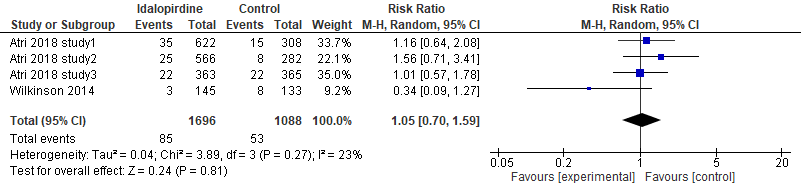 Idalopirdine Control Risk Ratio Risk Ratio
Study or Subgroup Events Total Events Total Weight M-H, Random, 95% CI M-H, Random, 95% CI
Atri 2018 study1 35 622 15 308 33.7% 1.16 [0.64, 2.08]
Atri 2018 study2 25 566 8 282 22.1% 1.56 [0.71, 3.41]
Atri 2018 study3 22 363 22 365 35.0% 1.01 [0.57, 1.78]
Wilkinson 2014 3 145 8 133 9.2% 0.34 [0.09, 1.27]
Total (95% CI) 1696 1088 100.0% 1.05 [0.70, 1.59]
Total events 85 53
Heterogeneity: Tau² = 0.04; Chi² = 3.89, df = 3 (P = 0.27); I² = 23%
Test for overall effect: Z = 0.24 (P = 0.81)
0.05 0.2 1 5 20
Favours [experimental] Favours [control]